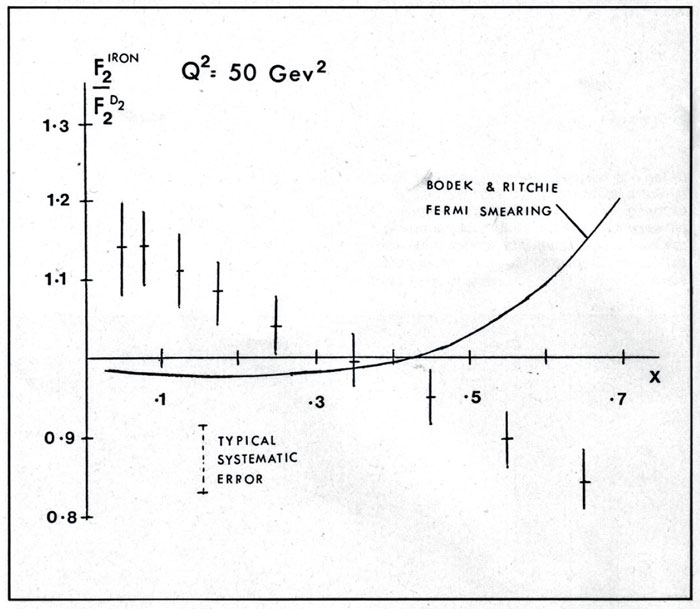 F₂ᴵᴿᴼᴺ
F₂ᴰ²
Q²= 50 Gev²
1·3
1·2
1·1
0·9
0·8
BODEK & RITCHIE
FERMI SMEARING
·1
·3
·5
·7
X
TYPICAL
SYSTEMATIC
ERROR